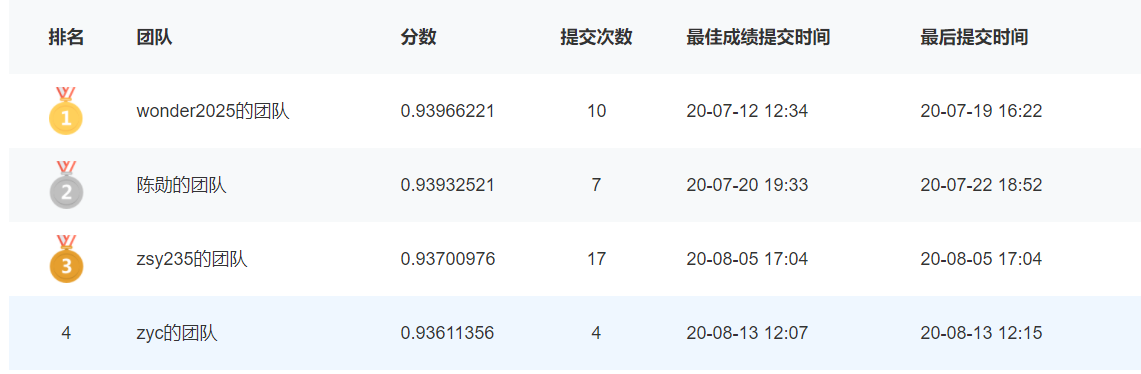 排名 团队 分数 提交次数 最佳成绩提交时间 最后提交时间
1 wonder2025的团队 0.93966221 10 20-07-12 12:34 20-07-19 16:22
2 陈勋的团队 0.93932521 7 20-07-20 19:33 20-07-22 18:52
3 zsy235的团队 0.93700976 17 20-08-05 17:04 20-08-05 17:04
4 zyc的团队 0.93611356 4 20-08-13 12:07 20-08-13 12:15